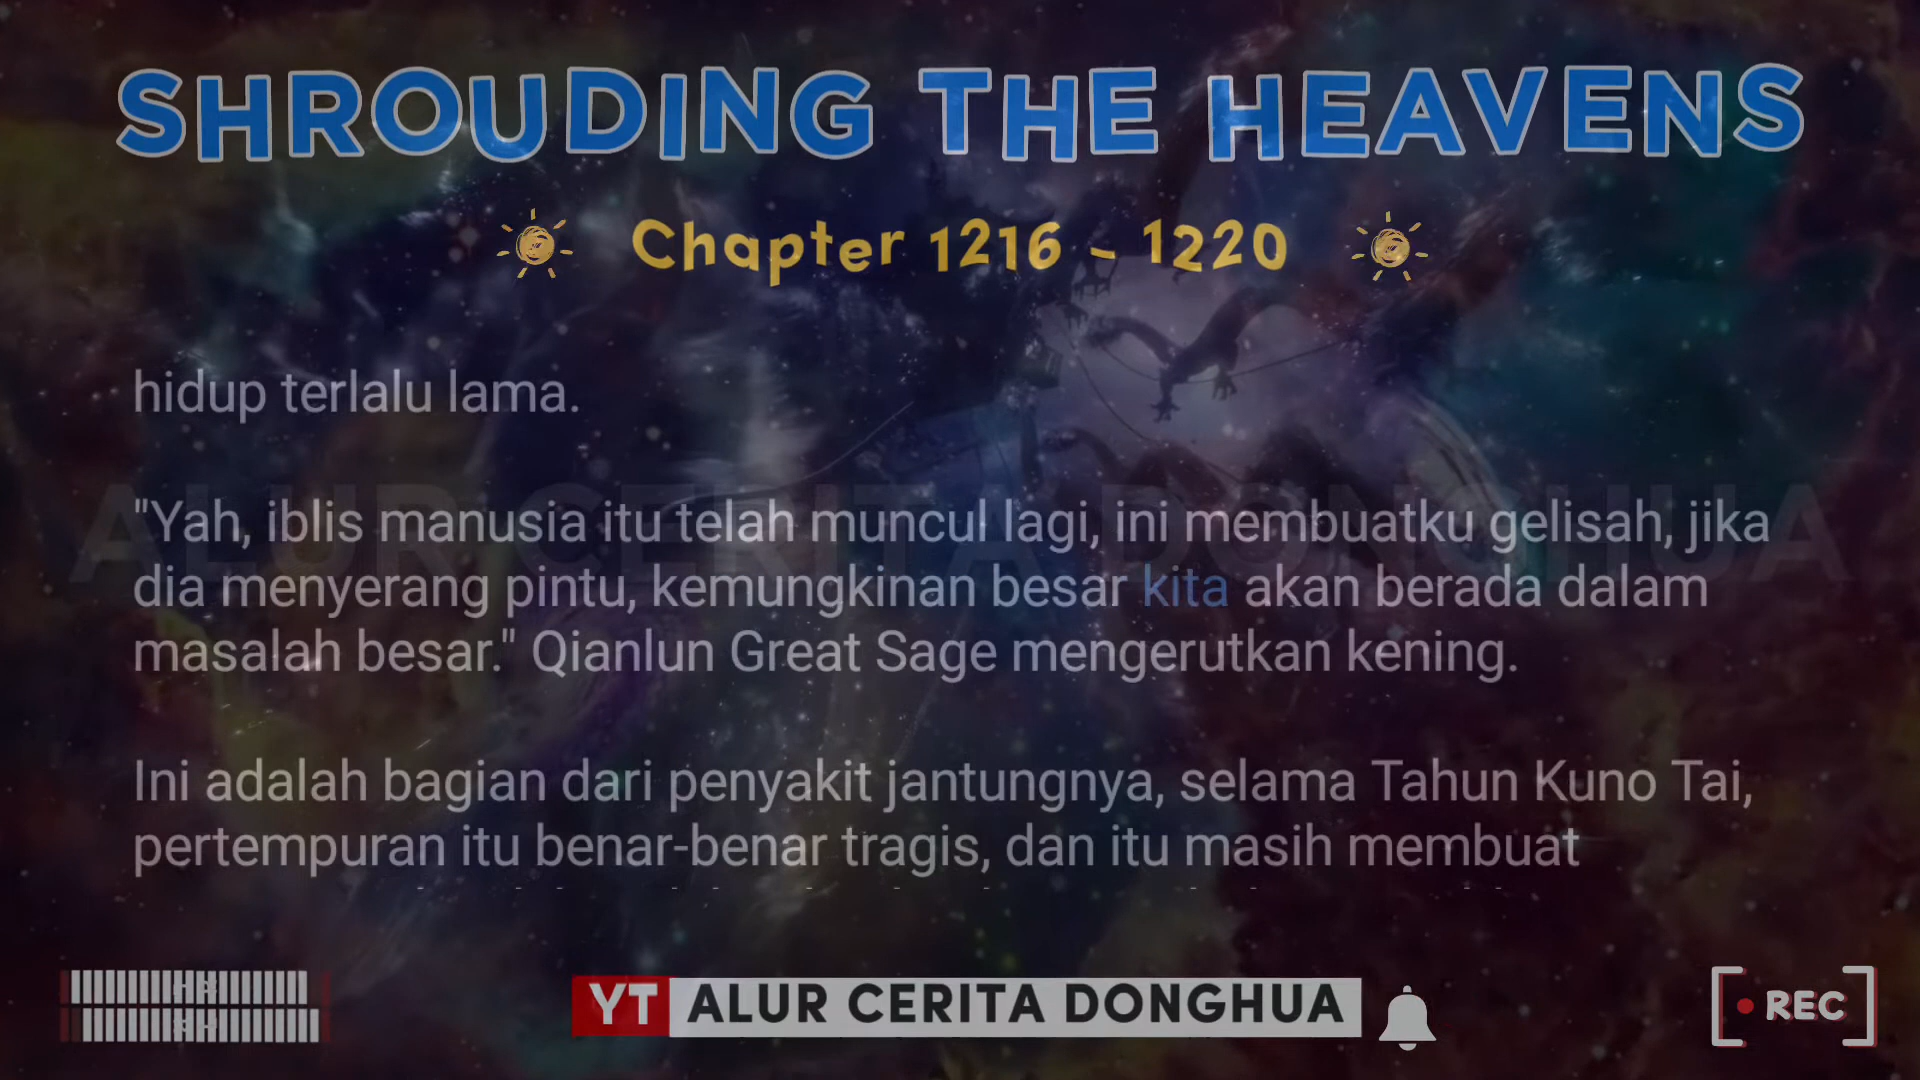 SHROUDING THE HEAVENS
Chapter 1216 - 1220
hidup terlalu lama.
"Yah, iblis manusia itu telah muncul lagi, ini membuatku gelisah, jika
dia menyerang pintu, kemungkinan besar kita akan berada dalam
masalah besar." Qianlun Great Sage mengerutkan kening.
Ini adalah bagian dari penyakit jantungnya, selama Tahun Kuno Tai,
pertempuran itu benar-benar tragis, dan itu masih membuat
ALUR CERITA DONGHUA
YT ALUR CERITA DONGHUA
REC